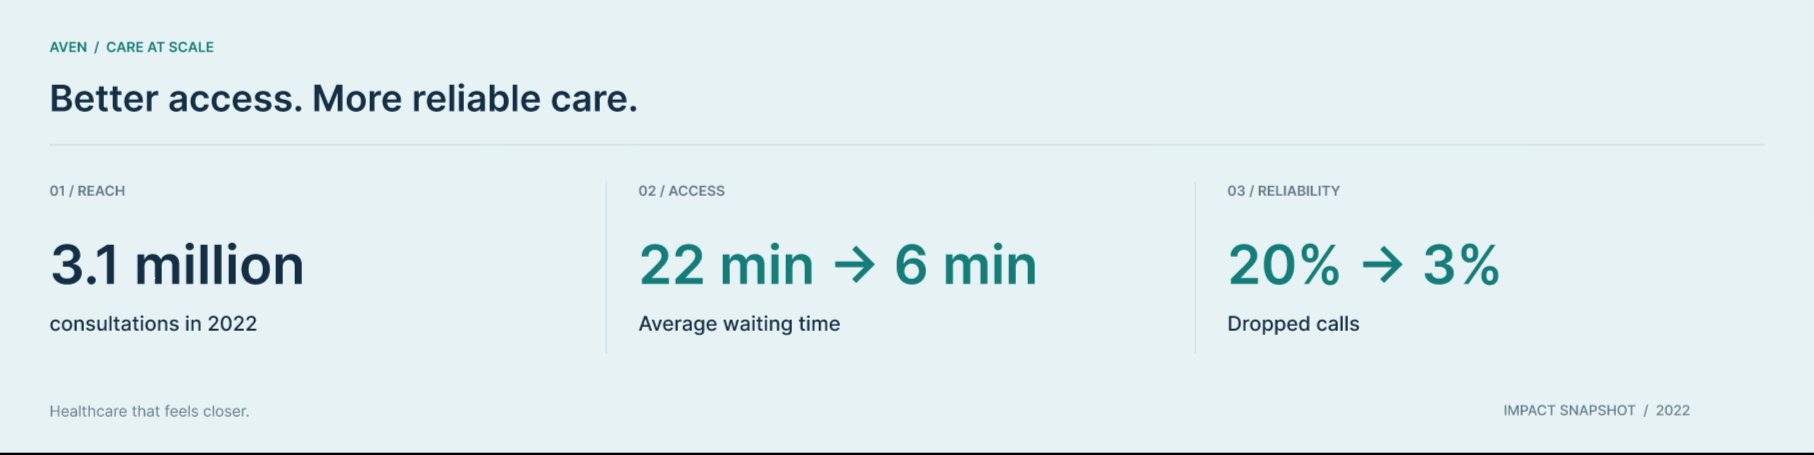 AVEN / CARE AT SCALE
Better access. More reliable care.
01 / REACH
3.1 million
consultations in 2022
02 / ACCESS
22 min → 6 min
Average waiting time
03 / RELIABILITY
20% → 3%
Dropped calls
Healthcare that feels closer.
IMPACT SNAPSHOT / 2022